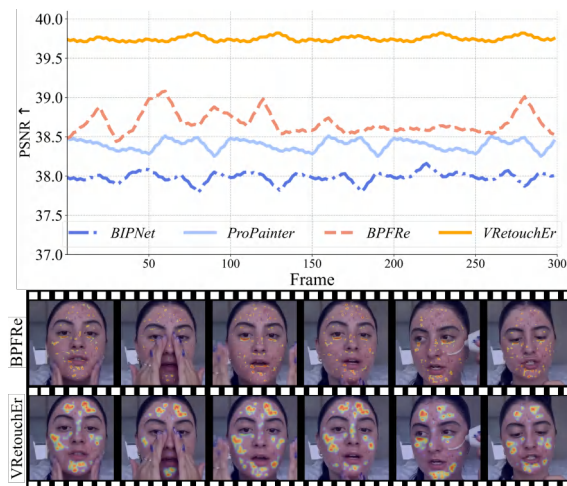 40.0
39.5
39.0
38.5
38.0
37.5
37.0
PSNR ↑
BIPNet ProPainter BPFRe VRetouchEr
50 100 150 200 250 300
Frame
BPFRe
VRetouchEr